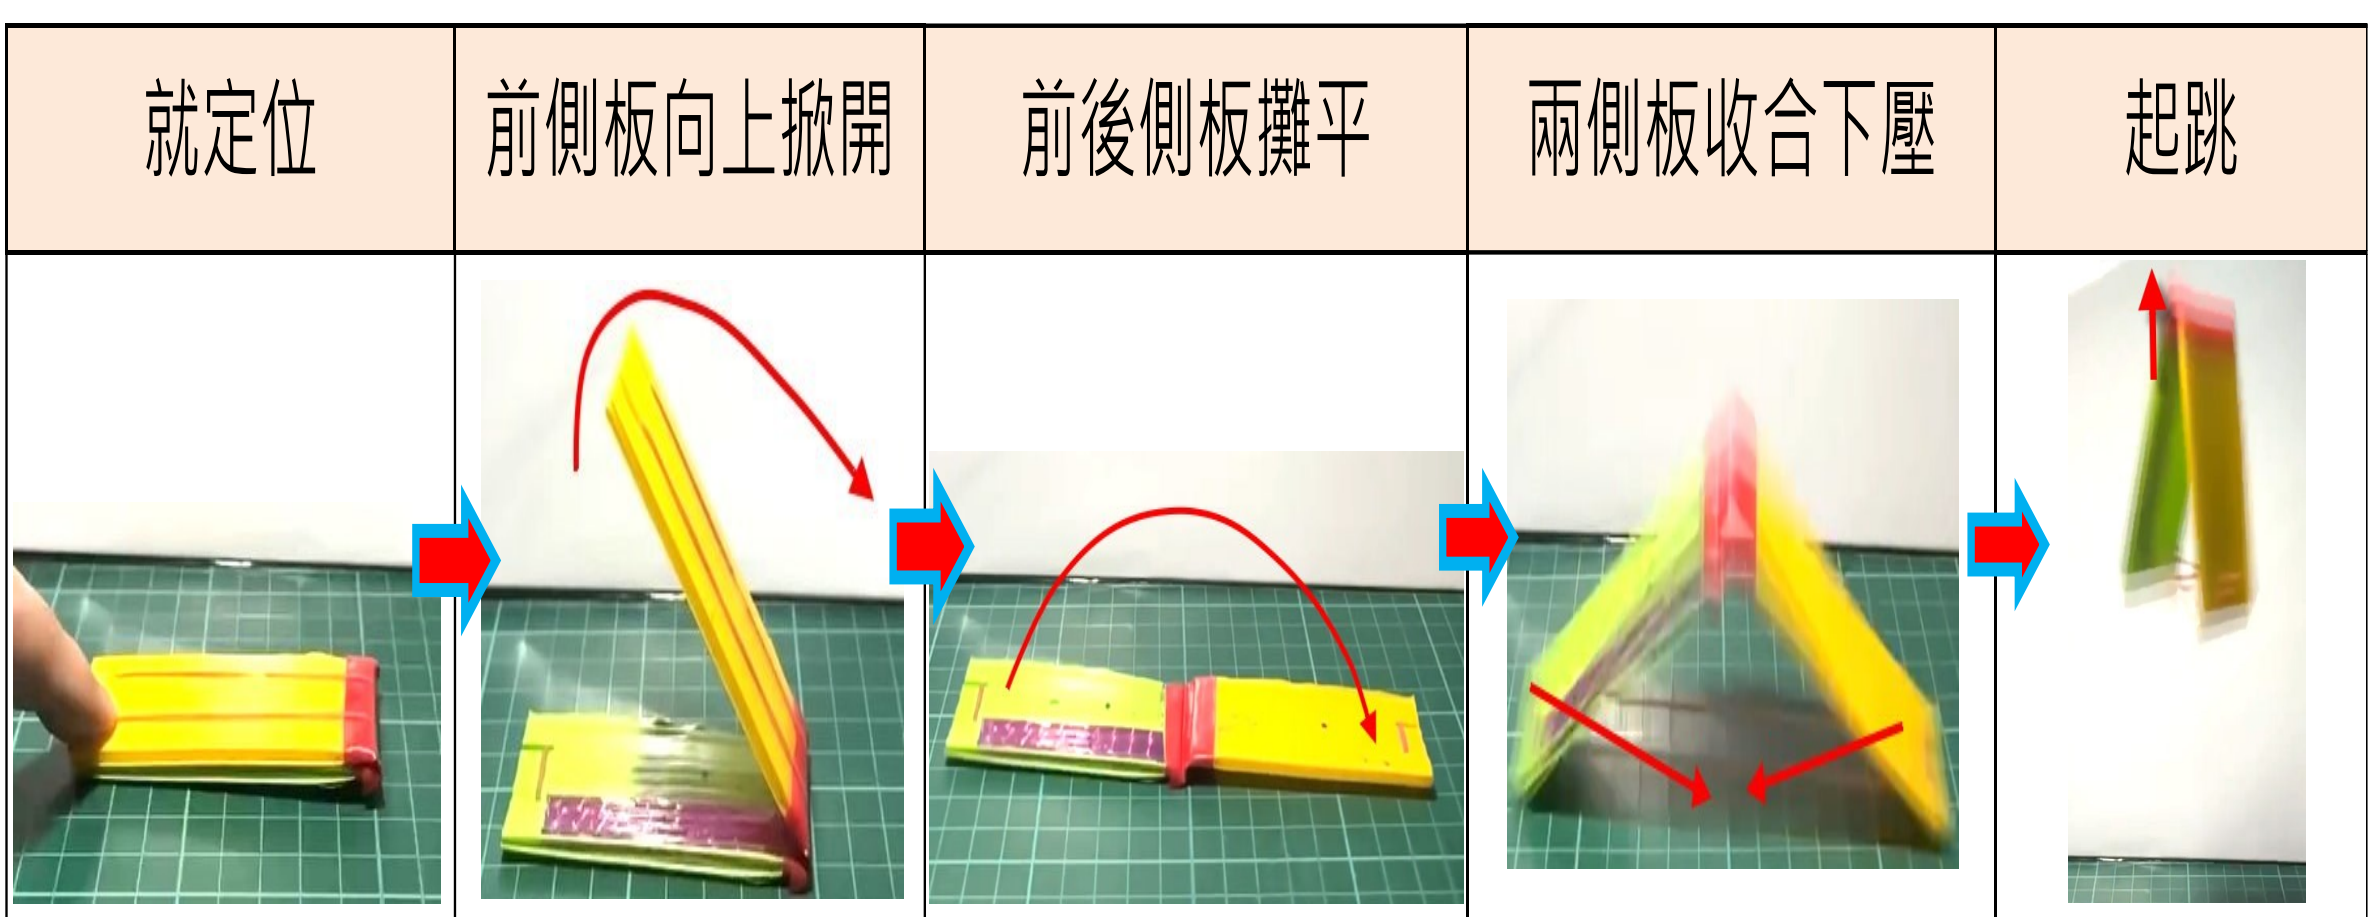 就定位
前側板向上掀開
前後側板攤平
兩側板收合下壓
起跳